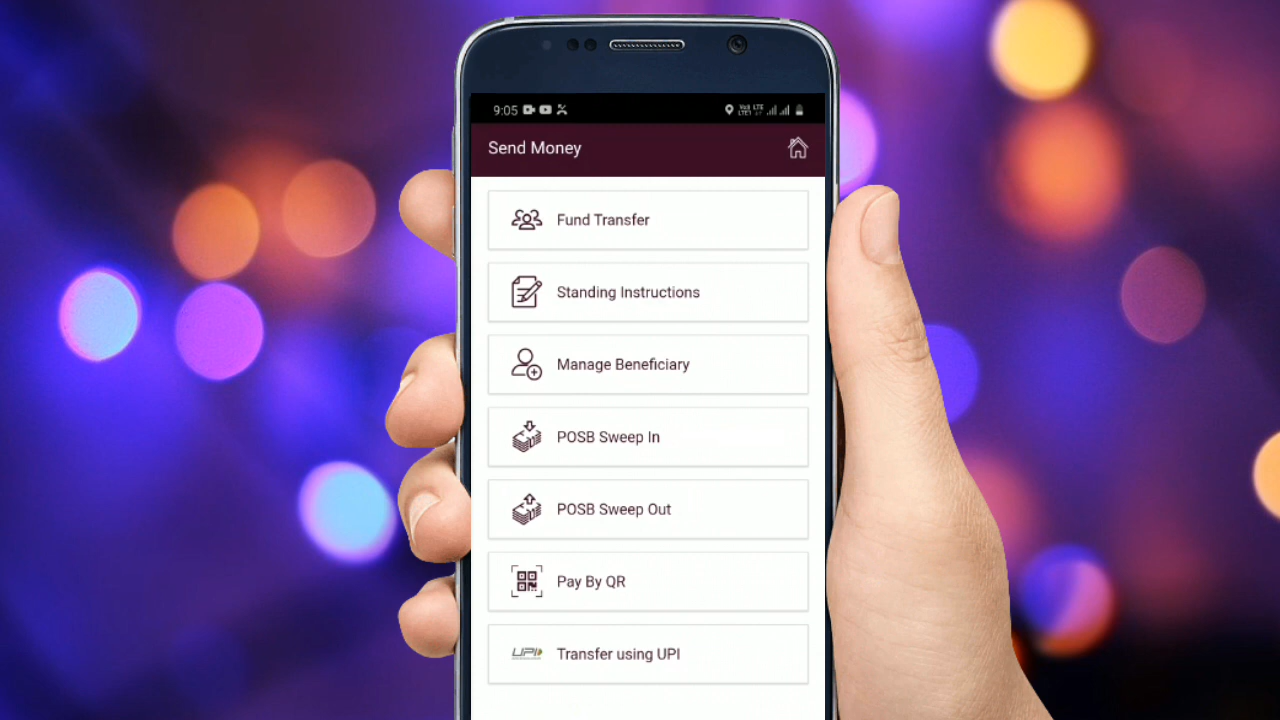 9:05
Send Money
Fund Transfer
Standing Instructions
Manage Beneficiary
POSB Sweep In
POSB Sweep Out
Pay By QR
UPI Transfer using UPI